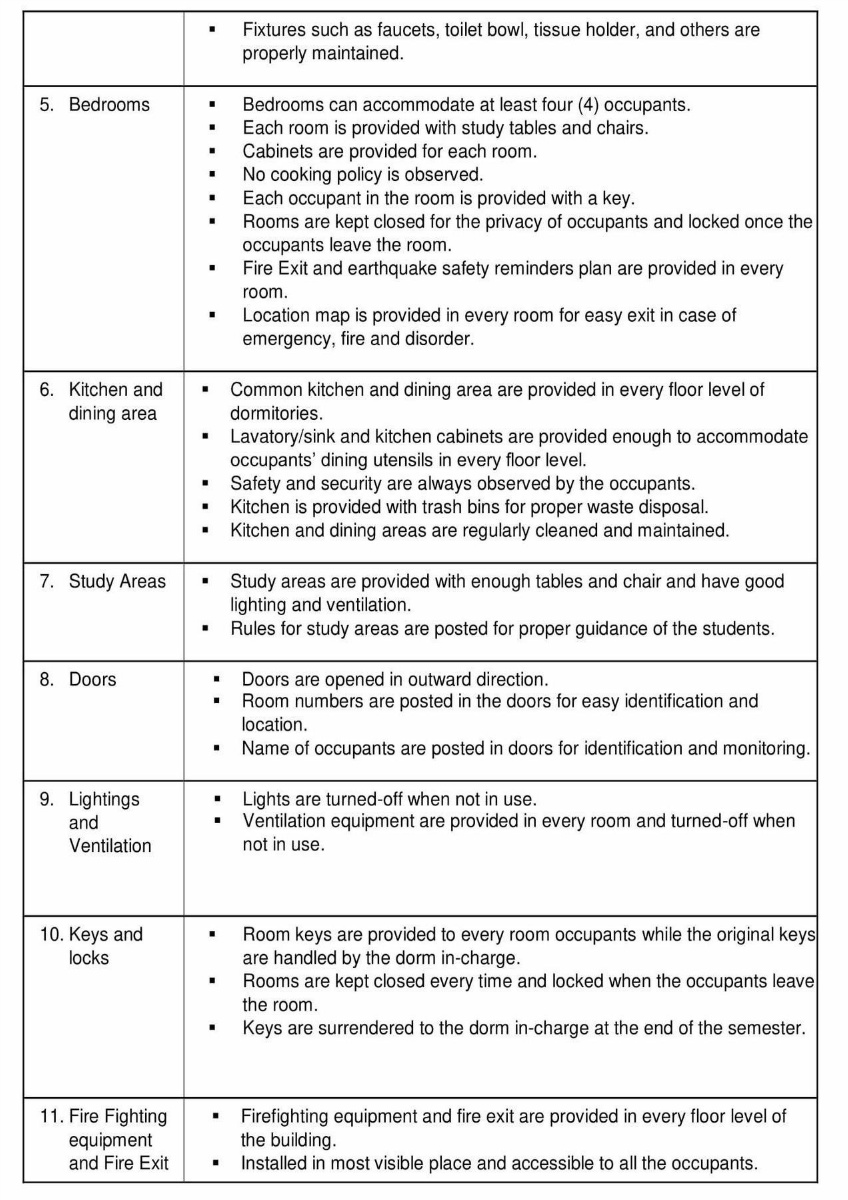 ▪ Fixtures such as faucets, toilet bowl, tissue holder, and others are
properly maintained.
5. Bedrooms
▪ Bedrooms can accommodate at least four (4) occupants.
▪ Each room is provided with study tables and chairs.
▪ Cabinets are provided for each room.
▪ No cooking policy is observed.
▪ Each occupant in the room is provided with a key.
▪ Rooms are kept closed for the privacy of occupants and locked once the
occupants leave the room.
▪ Fire Exit and earthquake safety reminders plan are provided in every
room.
▪ Location map is provided in every room for easy exit in case of
emergency, fire and disorder.
6. Kitchen and
dining area
▪ Common kitchen and dining area are provided in every floor level of
dormitories.
▪ Lavatory/sink and kitchen cabinets are provided enough to accommodate
occupants’ dining utensils in every floor level.
▪ Safety and security are always observed by the occupants.
▪ Kitchen is provided with trash bins for proper waste disposal.
▪ Kitchen and dining areas are regularly cleaned and maintained.
7. Study Areas
▪ Study areas are provided with enough tables and chair and have good
lighting and ventilation.
▪ Rules for study areas are posted for proper guidance of the students.
8. Doors
▪ Doors are opened in outward direction.
▪ Room numbers are posted in the doors for easy identification and
location.
▪ Name of occupants are posted in doors for identification and monitoring.
9. Lightings
and
Ventilation
▪ Lights are turned-off when not in use.
▪ Ventilation equipment are provided in every room and turned-off when
not in use.
10. Keys and
locks
▪ Room keys are provided to every room occupants while the original keys
are handled by the dorm in-charge.
▪ Rooms are kept closed every time and locked when the occupants leave
the room.
▪ Keys are surrendered to the dorm in-charge at the end of the semester.
11. Fire Fighting
equipment
and Fire Exit
▪ Firefighting equipment and fire exit are provided in every floor level of
the building.
▪ Installed in most visible place and accessible to all the occupants.